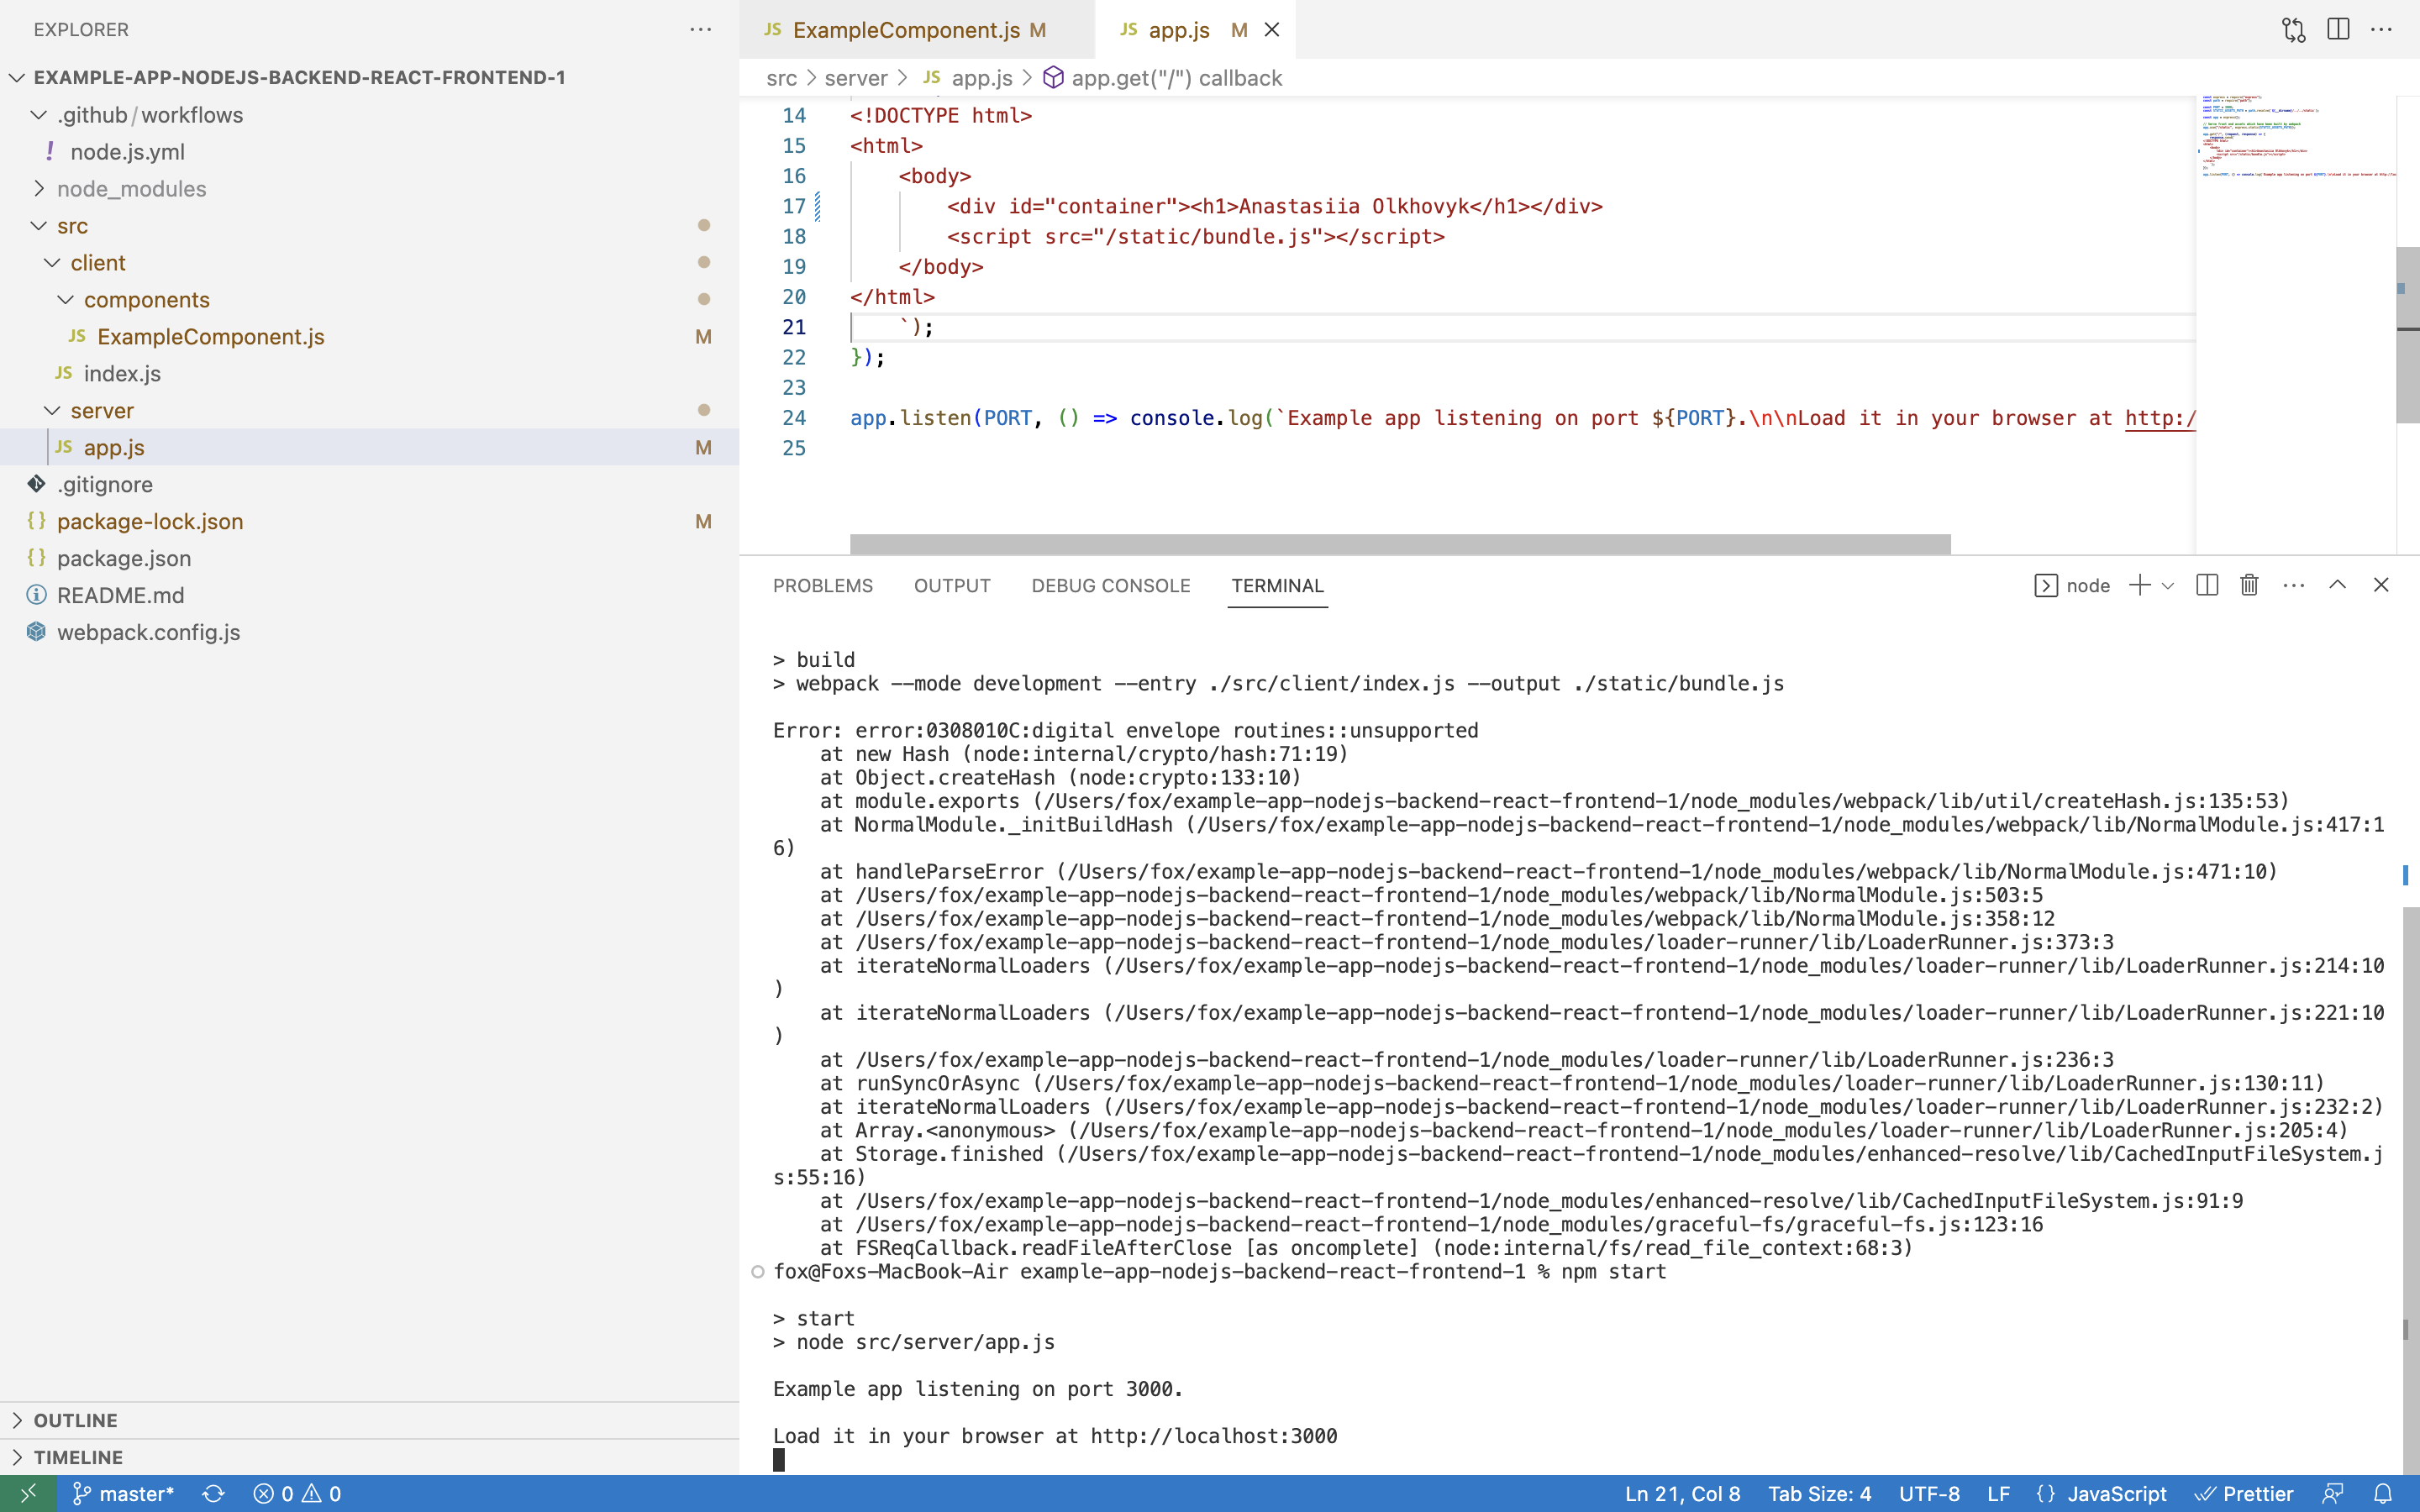 EXPLORER
EXAMPLE-APP-NODEJS-BACKEND-REACT-FRONTEND-1
.github/workflows
! node.js.yml
node_modules
src
client
components
JS ExampleComponent.js M
JS index.js
server
JS app.js M
.gitignore
{} package-lock.json M
{} package.json
README.md
webpack.config.js
OUTLINE
TIMELINE
JS ExampleComponent.js M
JS app.js M
src > server > JS app.js > app.get("/") callback
14 <!DOCTYPE html>
15 <html>
16 <body>
17 <div id="container"><h1>Anastasiia Olkhovyk</h1></div>
18 <script src="/static/bundle.js"></script>
19 </body>
20 </html>
21 `);
22 });
23
24 app.listen(PORT, () => console.log(`Example app listening on port ${PORT}.\n\nLoad it in your browser at http:/
25
PROBLEMS OUTPUT DEBUG CONSOLE TERMINAL
node
> build
> webpack --mode development --entry ./src/client/index.js --output ./static/bundle.js
Error: error:0308010C:digital envelope routines::unsupported
at new Hash (node:internal/crypto/hash:71:19)
at Object.createHash (node:crypto:133:10)
at module.exports (/Users/fox/example-app-nodejs-backend-react-frontend-1/node_modules/webpack/lib/util/createHash.js:135:53)
at NormalModule._initBuildHash (/Users/fox/example-app-nodejs-backend-react-frontend-1/node_modules/webpack/lib/NormalModule.js:417:1
6)
at handleParseError (/Users/fox/example-app-nodejs-backend-react-frontend-1/node_modules/webpack/lib/NormalModule.js:471:10)
at /Users/fox/example-app-nodejs-backend-react-frontend-1/node_modules/webpack/lib/NormalModule.js:503:5
at /Users/fox/example-app-nodejs-backend-react-frontend-1/node_modules/webpack/lib/NormalModule.js:358:12
at /Users/fox/example-app-nodejs-backend-react-frontend-1/node_modules/loader-runner/lib/LoaderRunner.js:373:3
at iterateNormalLoaders (/Users/fox/example-app-nodejs-backend-react-frontend-1/node_modules/loader-runner/lib/LoaderRunner.js:214:10
)
at iterateNormalLoaders (/Users/fox/example-app-nodejs-backend-react-frontend-1/node_modules/loader-runner/lib/LoaderRunner.js:221:10
)
at /Users/fox/example-app-nodejs-backend-react-frontend-1/node_modules/loader-runner/lib/LoaderRunner.js:236:3
at runSyncOrAsync (/Users/fox/example-app-nodejs-backend-react-frontend-1/node_modules/loader-runner/lib/LoaderRunner.js:130:11)
at iterateNormalLoaders (/Users/fox/example-app-nodejs-backend-react-frontend-1/node_modules/loader-runner/lib/LoaderRunner.js:232:2)
at Array.<anonymous> (/Users/fox/example-app-nodejs-backend-react-frontend-1/node_modules/loader-runner/lib/LoaderRunner.js:205:4)
at Storage.finished (/Users/fox/example-app-nodejs-backend-react-frontend-1/node_modules/enhanced-resolve/lib/CachedInputFileSystem.j
s:55:16)
at /Users/fox/example-app-nodejs-backend-react-frontend-1/node_modules/enhanced-resolve/lib/CachedInputFileSystem.js:91:9
at /Users/fox/example-app-nodejs-backend-react-frontend-1/node_modules/graceful-fs/graceful-fs.js:123:16
at FSReqCallback.readFileAfterClose [as oncomplete] (node:internal/fs/read_file_context:68:3)
fox@Foxs-MacBook-Air example-app-nodejs-backend-react-frontend-1 % npm start
> start
> node src/server/app.js
Example app listening on port 3000.
Load it in your browser at http://localhost:3000
master* 0 0 Ln 21, Col 8 Tab Size: 4 UTF-8 LF {} JavaScript Prettier